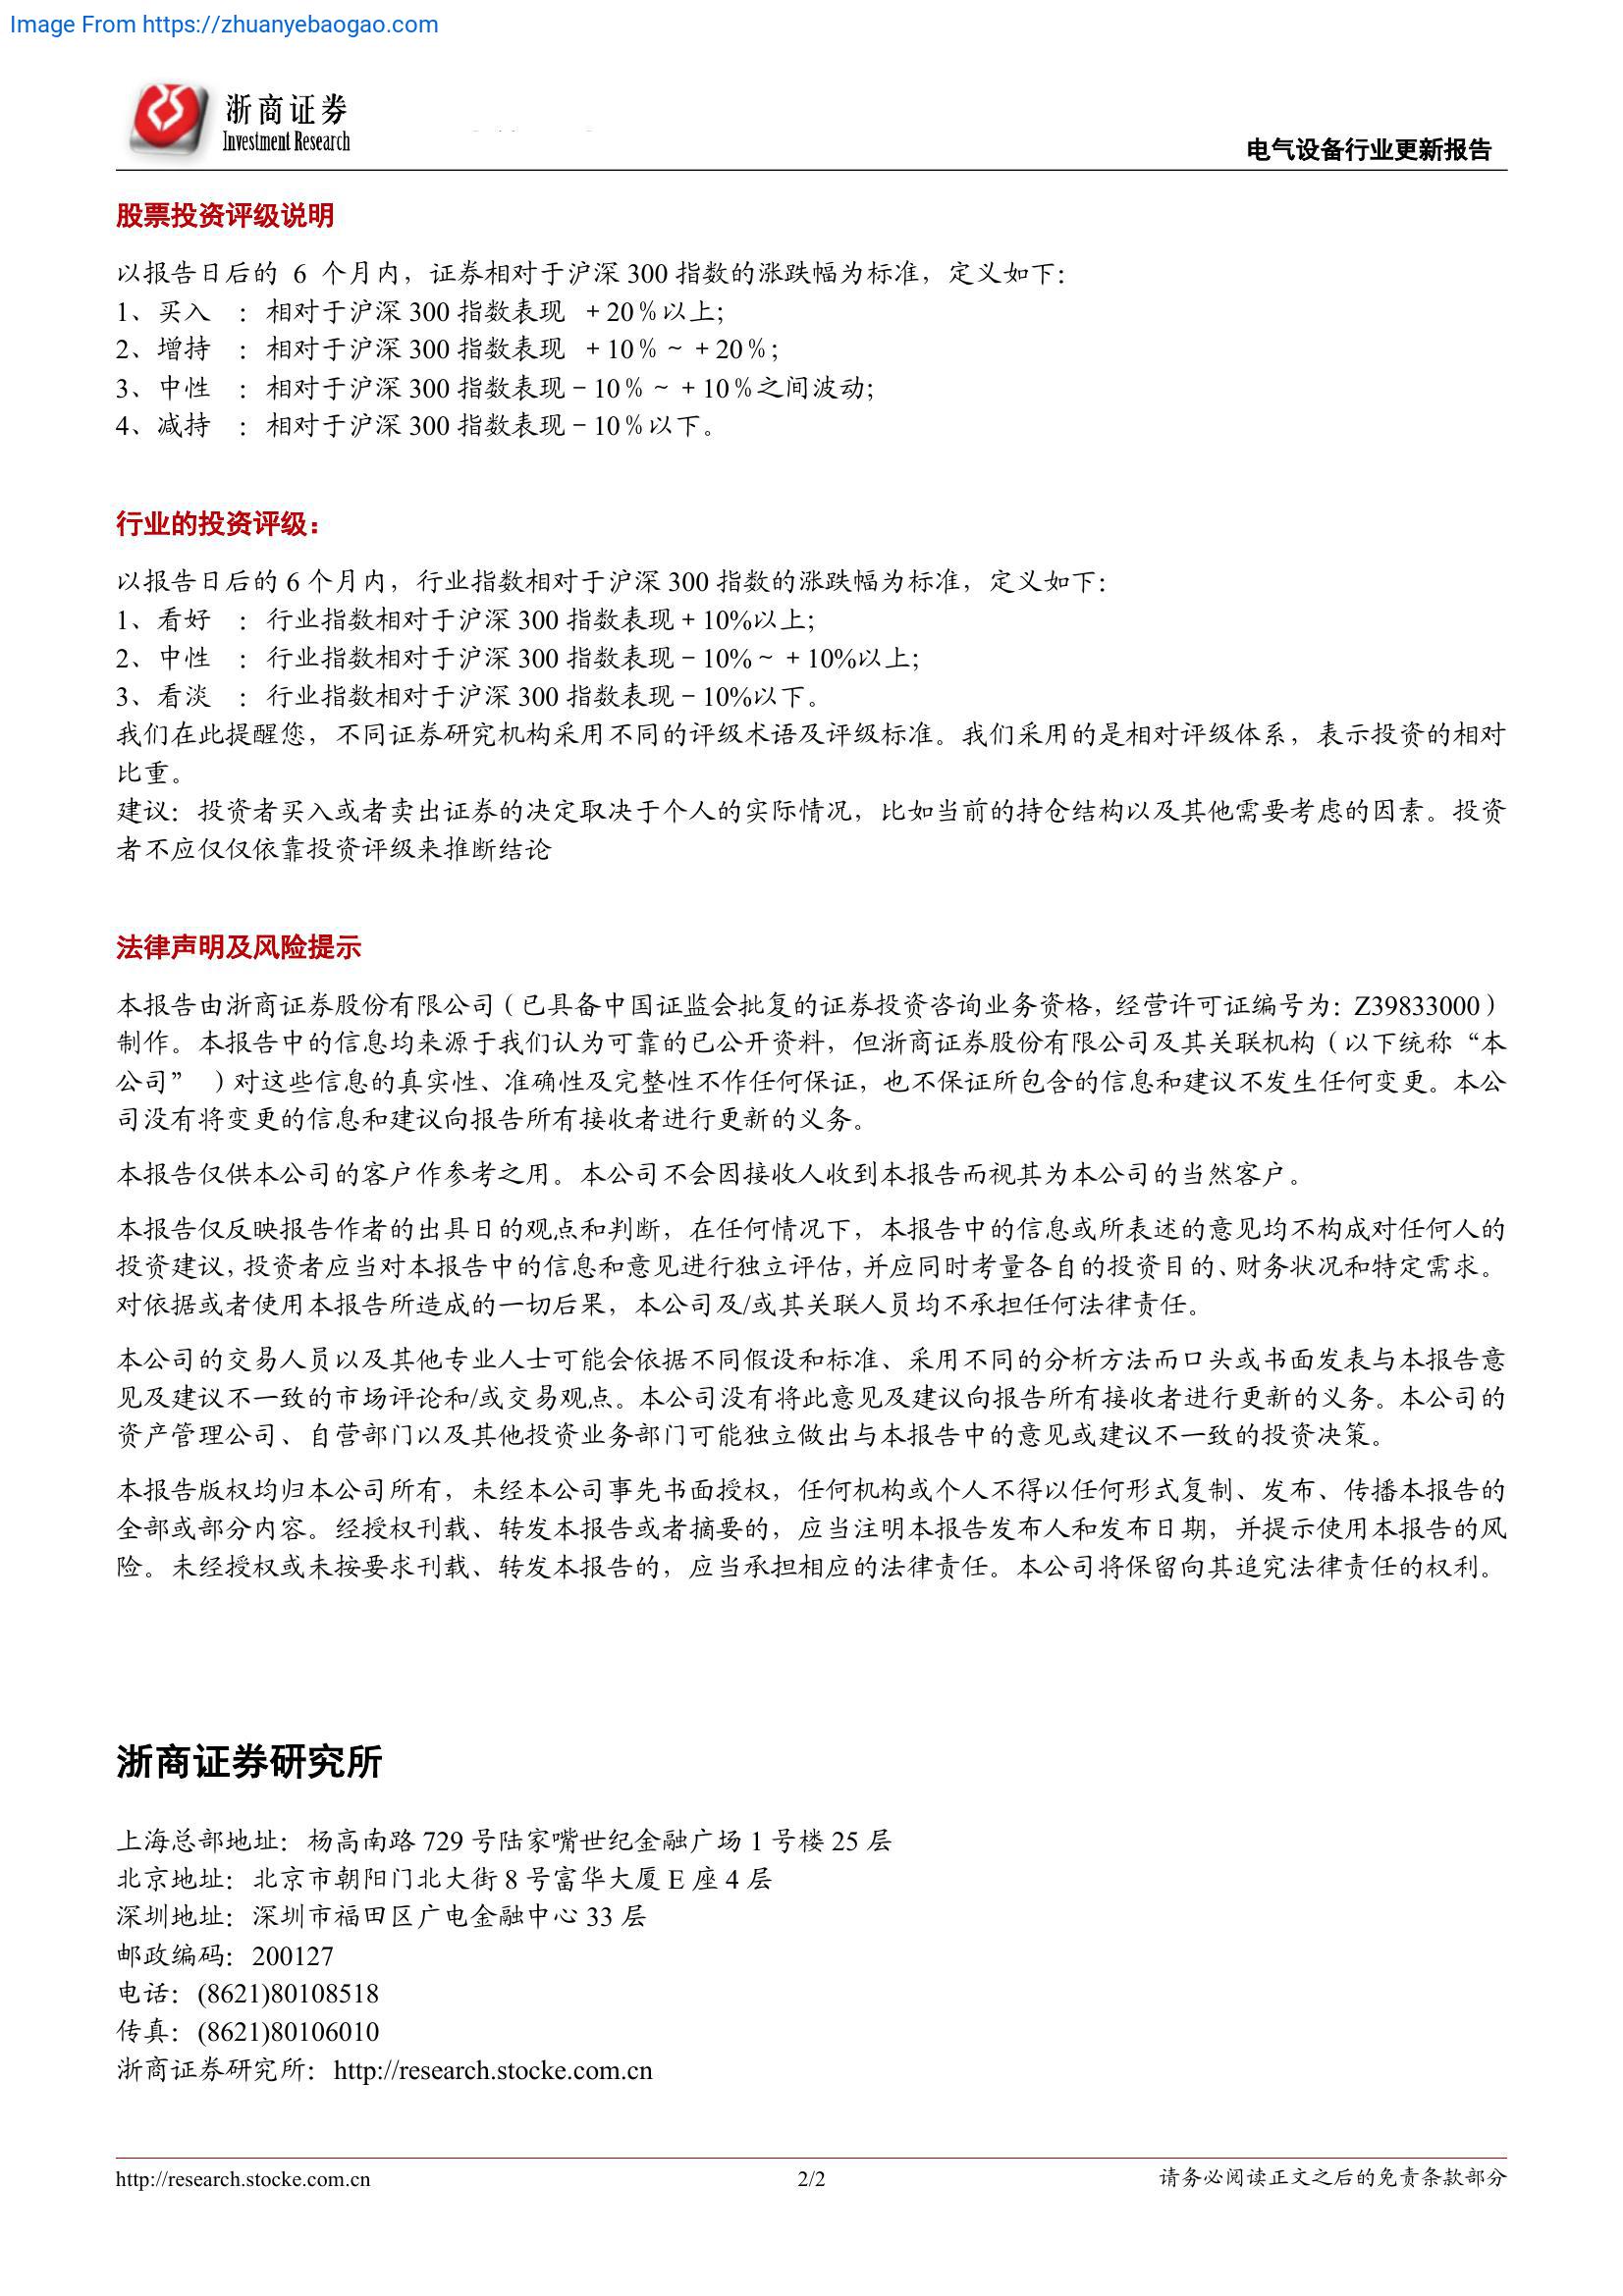 Image From https://zhuanyebaogao.com
浙商证券
Investment Research
电气设备行业更新报告
股票投资评级说明
以报告日后的 6 个月内，证券相对于沪深 300 指数的涨跌幅为标准，定义如下：
1、买入 ：相对于沪深 300 指数表现 ＋20％以上；
2、增持 ：相对于沪深 300 指数表现 ＋10％～＋20％；
3、中性 ：相对于沪深 300 指数表现－10％～＋10％之间波动；
4、减持 ：相对于沪深 300 指数表现－10％以下。
行业的投资评级：
以报告日后的 6 个月内，行业指数相对于沪深 300 指数的涨跌幅为标准，定义如下：
1、看好 ：行业指数相对于沪深 300 指数表现＋10%以上；
2、中性 ：行业指数相对于沪深 300 指数表现－10%～＋10%以上；
3、看淡 ：行业指数相对于沪深 300 指数表现－10%以下。
我们在此提醒您，不同证券研究机构采用不同的评级术语及评级标准。我们采用的是相对评级体系，表示投资的相对
比重。
建议：投资者买入或者卖出证券的决定取决于个人的实际情况，比如当前的持仓结构以及其他需要考虑的因素。投资
者不应仅仅依靠投资评级来推断结论
法律声明及风险提示
本报告由浙商证券股份有限公司（已具备中国证监会批复的证券投资咨询业务资格，经营许可证编号为：Z39833000）
制作。本报告中的信息均来源于我们认为可靠的已公开资料，但浙商证券股份有限公司及其关联机构（以下统称“本
公司” ）对这些信息的真实性、准确性及完整性不作任何保证，也不保证所包含的信息和建议不发生任何变更。本公
司没有将变更的信息和建议向报告所有接收者进行更新的义务。
本报告仅供本公司的客户作参考之用。本公司不会因接收人收到本报告而视其为本公司的当然客户。
本报告仅反映报告作者的出具日的观点和判断，在任何情况下，本报告中的信息或所表述的意见均不构成对任何人的
投资建议，投资者应当对本报告中的信息和意见进行独立评估，并应同时考量各自的投资目的、财务状况和特定需求。
对依据或者使用本报告所造成的一切后果，本公司及/或其关联人员均不承担任何法律责任。
本公司的交易人员以及其他专业人士可能会依据不同假设和标准、采用不同的分析方法而口头或书面发表与本报告意
见及建议不一致的市场评论和/或交易观点。本公司没有将此意见及建议向报告所有接收者进行更新的义务。本公司的
资产管理公司、自营部门以及其他投资业务部门可能独立做出与本报告中的意见或建议不一致的投资决策。
本报告版权均归本公司所有，未经本公司事先书面授权，任何机构或个人不得以任何形式复制、发布、传播本报告的
全部或部分内容。经授权刊载、转发本报告或者摘要的，应当注明本报告发布人和发布日期，并提示使用本报告的风
险。未经授权或未按要求刊载、转发本报告的，应当承担相应的法律责任。本公司将保留向其追究法律责任的权利。
浙商证券研究所
上海总部地址：杨高南路 729 号陆家嘴世纪金融广场 1 号楼 25 层
北京地址：北京市朝阳门北大街 8 号富华大厦 E 座 4 层
深圳地址：深圳市福田区广电金融中心 33 层
邮政编码：200127
电话：(8621)80108518
传真：(8621)80106010
浙商证券研究所：http://research.stocke.com.cn
http://research.stocke.com.cn
2/2
请务必阅读正文之后的免责条款部分